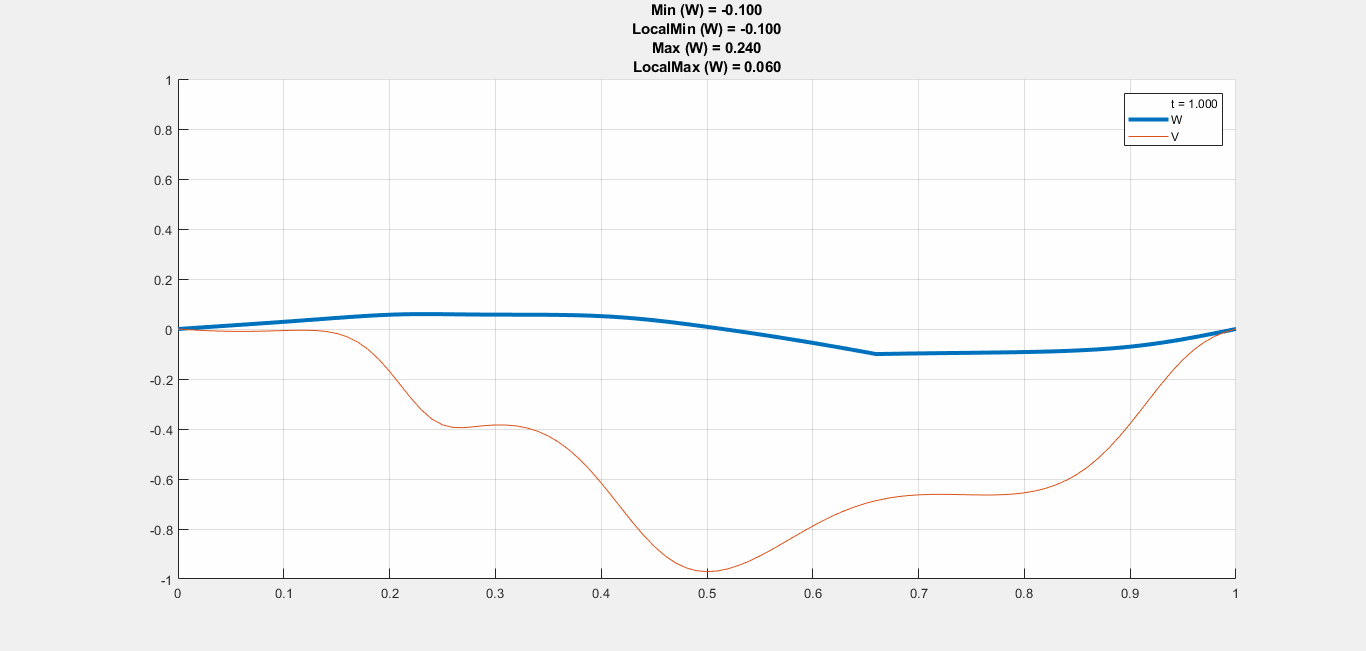 Min (W) = -0.100
LocalMin (W) = -0.100
Max (W) = 0.240
LocalMax (W) = 0.060
t = 1.000
W
V
1
0.8
0.6
0.4
0.2
0
-0.2
-0.4
-0.6
-0.8
-1
0 0.1 0.2 0.3 0.4 0.5 0.6 0.7 0.8 0.9 1